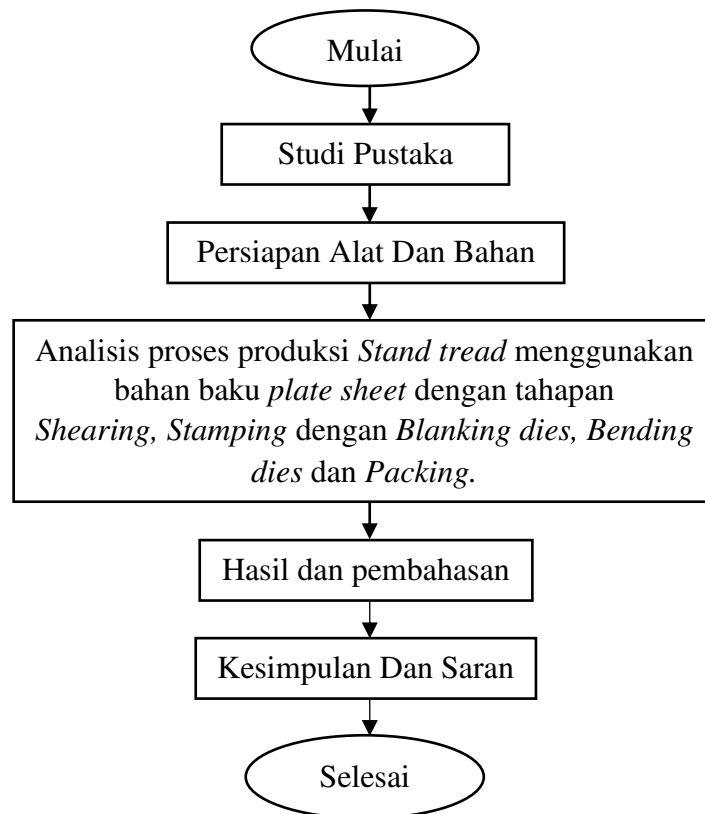 Mulai
Studi Pustaka
Persiapan Alat Dan Bahan
Analisis proses produksi Stand tread menggunakan
bahan baku plate sheet dengan tahapan
Shearing, Stamping dengan Blanking dies, Bending
dies dan Packing.
Hasil dan pembahasan
Kesimpulan Dan Saran
Selesai